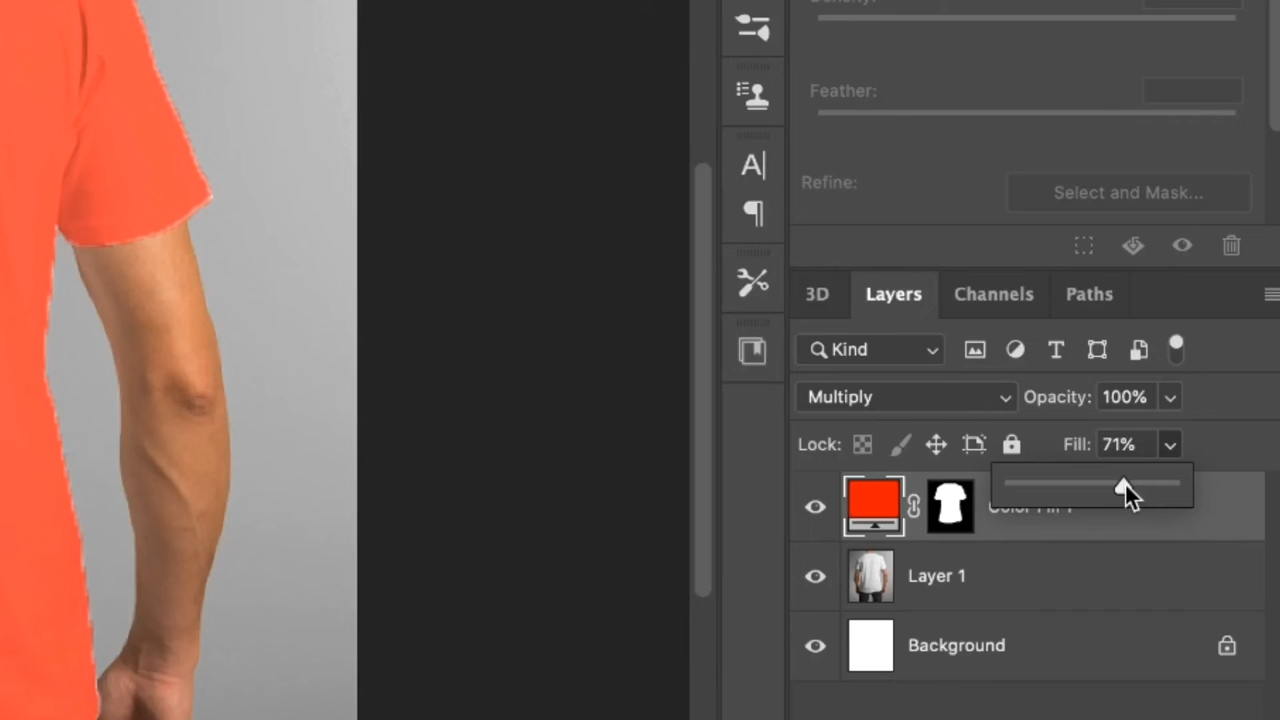 Density:
Feather:
Refine:
Select and Mask...
3D Layers Channels Paths
Kind
Multiply Opacity: 100%
Lock: Fill: 71%
Color Fill 1
Layer 1
Background